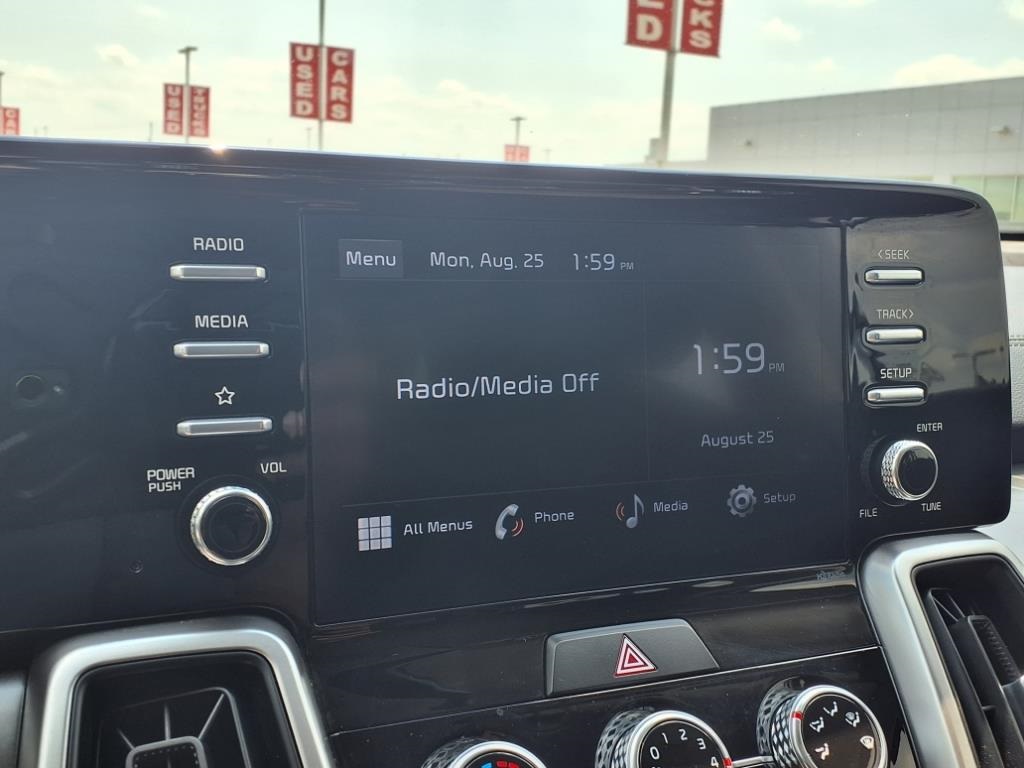 USED
CARS
USED
TRUCKS
ED
CKS
RADIO
MEDIA
POWER
PUSH
VOL
Menu
Mon, Aug. 25
1:59 PM
Radio/Media Off
1:59 PM
August 25
All Menus
Phone
Media
Setup
<SEEK
TRACK>
SETUP
ENTER
FILE
TUNE
0 1 2 3 4